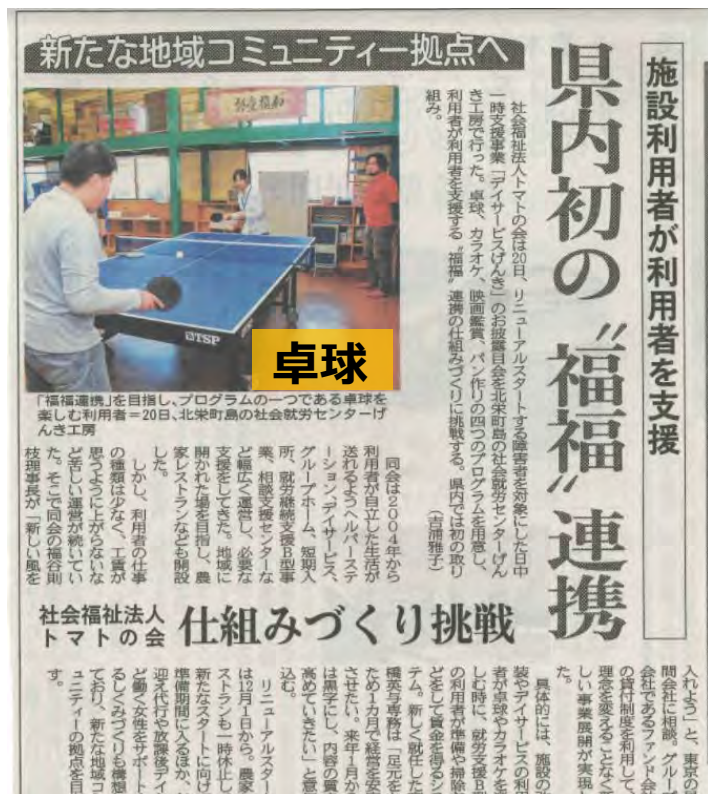 新たな地域コミュニティー拠点へ
施設利用者が利用者を支援
県内初の〝福福〟連携
社会福祉法人
トマトの会
仕組みづくり挑戦
社会福祉法人トマトの会は20日、リニューアルスタートする障害者を対象にした日中
一時支援事業「デイサービスげんき」のお披露目会を北栄町島の社会就労センターげん
き工房で行った。卓球、カラオケ、映画鑑賞、パン作りの四つのプログラムを用意し、
利用者が利用者を支援する〝福福〟連携の仕組みづくりに挑戦する。県内では初の取り
組み。
(吉浦雅子)
TSP
卓球
「福福連携」を目指し、プログラムの一つである卓球を
楽しむ利用者=20日、北栄町島の社会就労センターげ
んき工房
同会は2004年から
利用者が自立した生活が
送れるようヘルパーステ
ーション、デイサービス、
グループホーム、短期入
所、就労継続支援B型事
業、相談支援センターな
ど幅広く運営し、必要な
支援をしてきた。地域に
開かれた場を目指し、農
家レストランなども開設
した。
しかし、利用者の仕事
の種類は少なく、工賃が
思うように上がらないな
ど苦しい運営が続いてい
た。そこで同会の福谷則
枝理事長が「新しい風を
入れよう」と、東京の民
間会社に相談。グループ
会社であるファンド会
の貸付制度を利用して、
理念を変えることなく新
しい事業展開が実現
た。
具体的には、施設の
装やデイサービスの利用
者が卓球やカラオケを楽
しむ時に、就労支援B
の利用者が準備や掃除
どをして賃金を得るシス
テム。新しく就任した
橋英与専務は「足元を
ため1カ月で経営を安
させたい。来年1月か
は黒字にし、内容の質
高めていきたい」と意
込む。
リニューアルスター
は12月1日から。農家
ストランも一時休止し
新たなスタートに向け
準備期間に入るほか、
迎え代行や放課後デイ
ど働く女性をサポート
るしくみづくりも構想
ており、新たな地域コ
ュニティーの拠点を目
す。